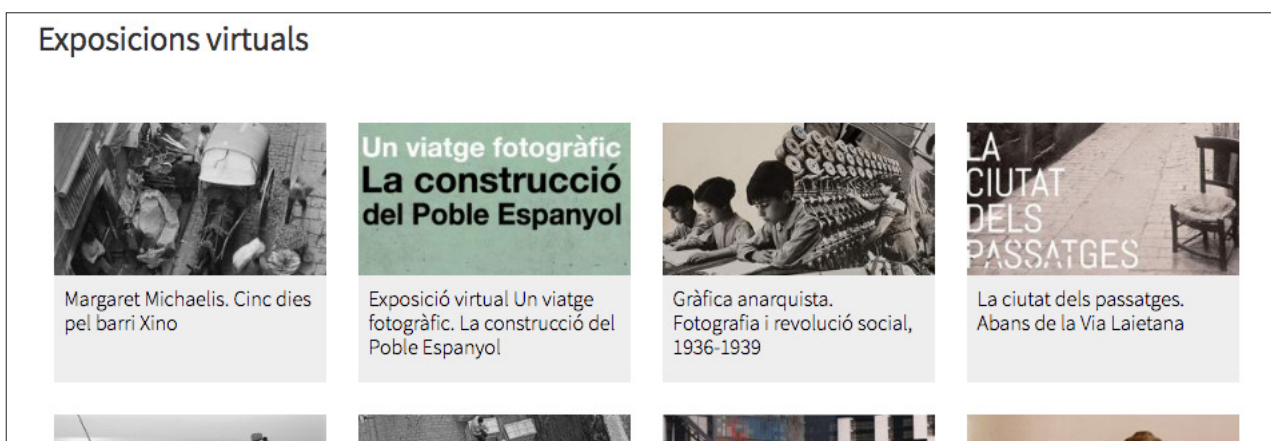 Exposicions virtuals
Un viatge fotogràfic
La construcció
del Poble Espanyol
LA
CIUTAT
DELS
PASSATGES
Margaret Michaelis. Cinc dies
pel barri Xino
Exposició virtual Un viatge
fotogràfic. La construcció del
Poble Espanyol
Gràfica anarquista.
Fotografia i revolució social,
1936-1939
La ciutat dels passatges.
Abans de la Via Laietana